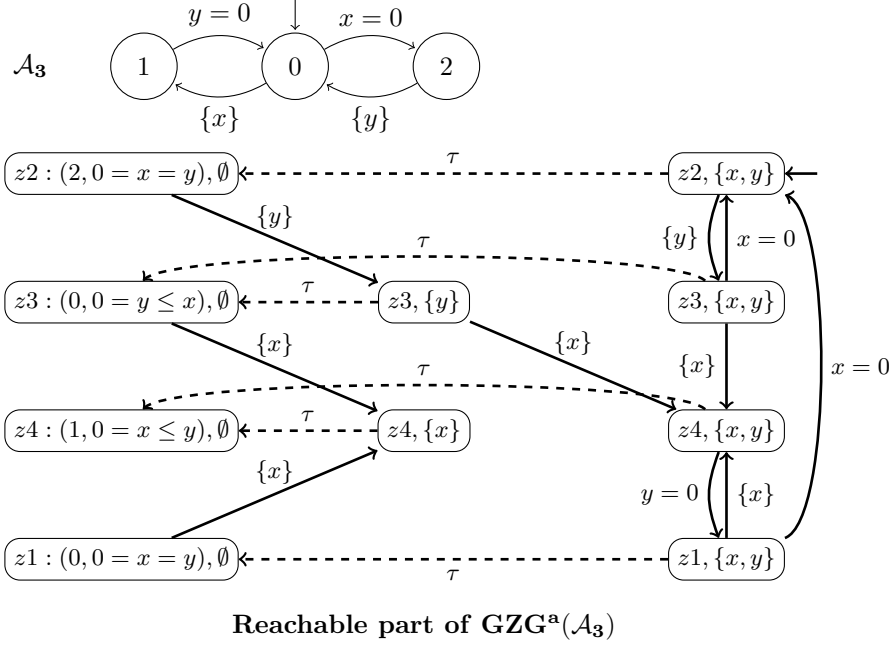 y = 0 x = 0
𝒜₃ 1 0 2
{x} {y}
τ
z2 : (2, 0 = x = y), ∅ z2, {x, y}
{y} {y} x = 0
τ
z3 : (0, 0 = y ≤ x), ∅ τ z3, {y} z3, {x, y}
{x} {x} {x} x = 0
τ
z4 : (1, 0 = x ≤ y), ∅ τ z4, {x} z4, {x, y}
{x} y = 0 {x}
z1 : (0, 0 = x = y), ∅ z1, {x, y}
τ
Reachable part of GZGᵃ(𝒜₃)